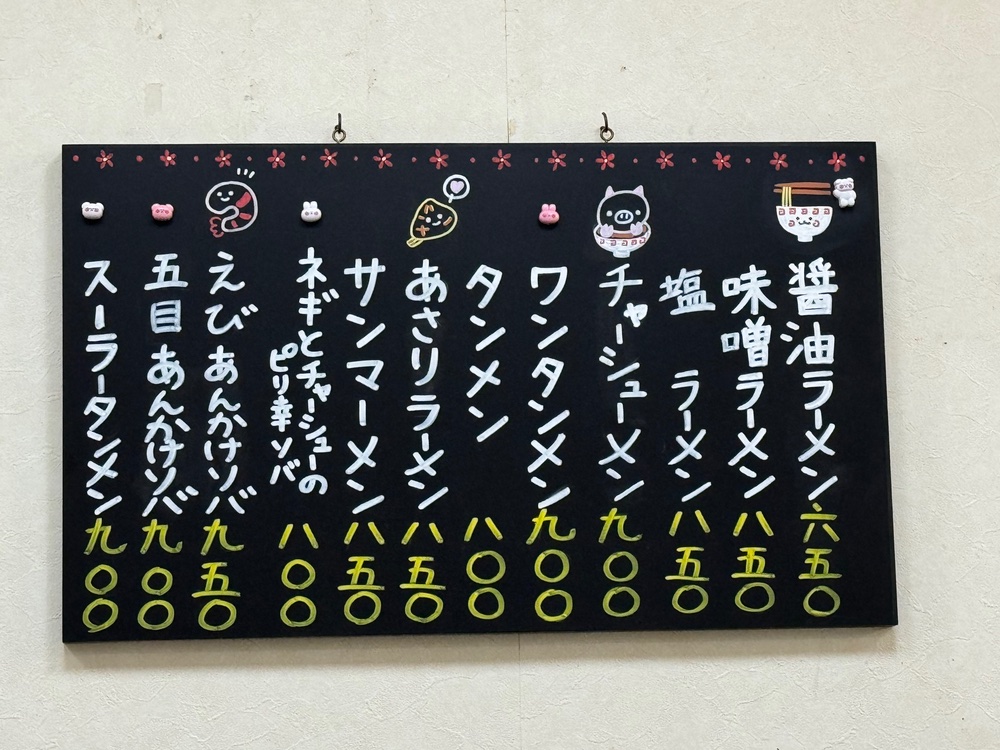 醤油ラーメン 六五〇
味噌ラーメン 八五〇
塩ラーメン 八五〇
チャーシューメン 九〇〇
ワンタンメン 九〇〇
タンメン 八〇〇
あさりラーメン 八五〇
サンマーメン 八五〇
ネギとチャーシューの
ピリ辛ソバ 八〇〇
えびあんかけソバ 九五〇
五目あんかけソバ 九〇〇
スーラータンメン 九〇〇